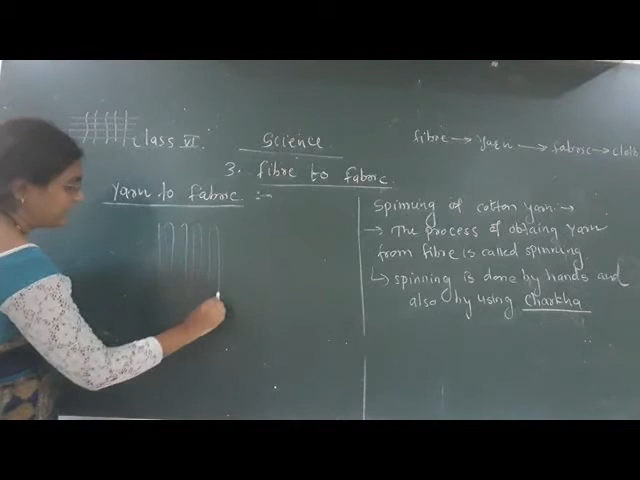 class VI.
Science
3. Fibre to fabric
Yarn to fabric :-
fibre → yarn → fabric → cloth
Spinning of cotton yarn :→
→ The process of obtaing yarn
from fibre is called spinning.
↳ spinning is done by hands and
also by using charkha